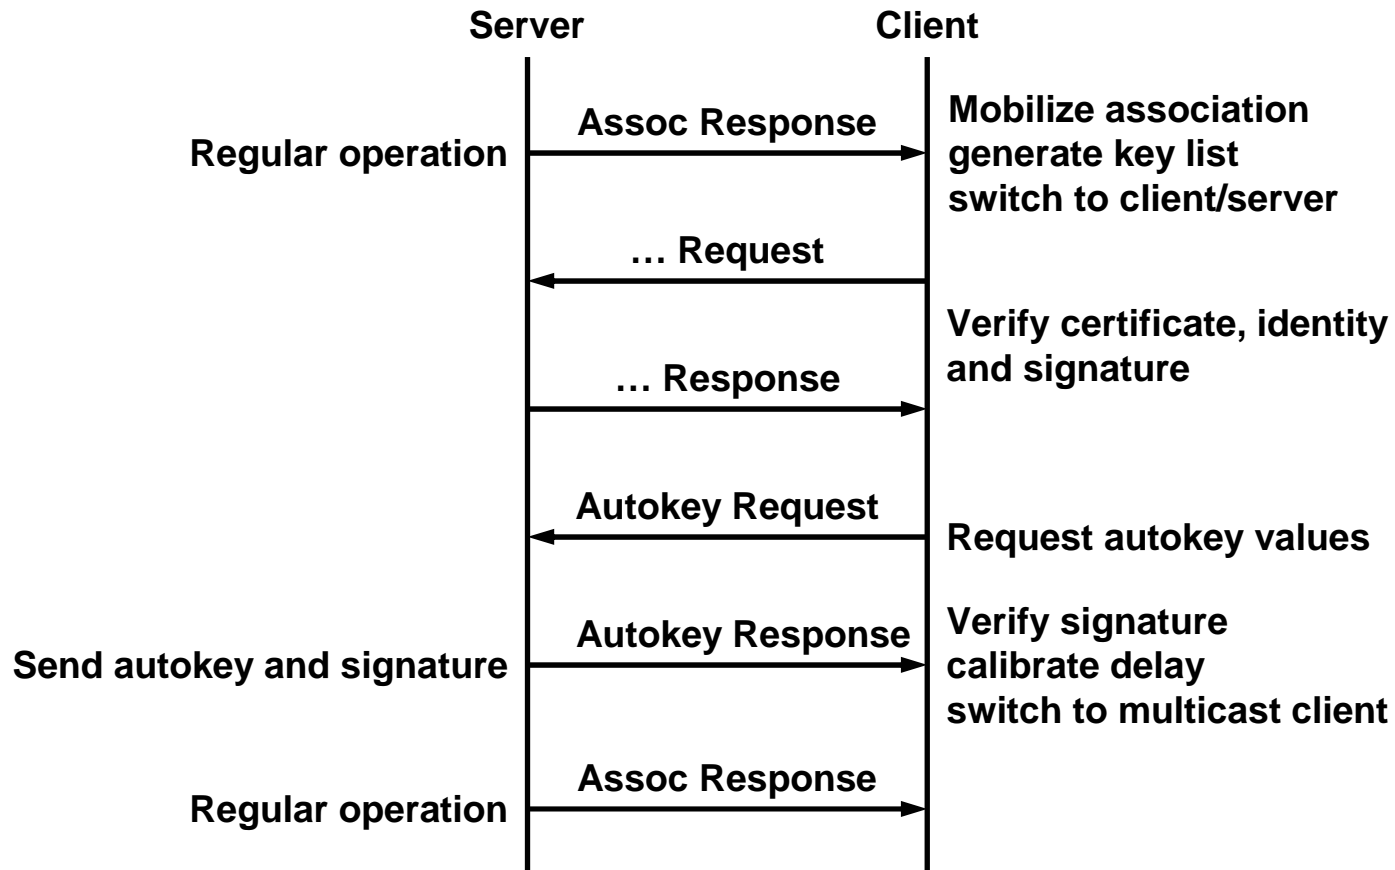 Server
Client
Assoc Response
Mobilize association
generate key list
switch to client/server
Regular operation
… Request
Verify certificate, identity
and signature
… Response
Autokey Request
Request autokey values
Autokey Response
Verify signature
calibrate delay
switch to multicast client
Send autokey and signature
Assoc Response
Regular operation